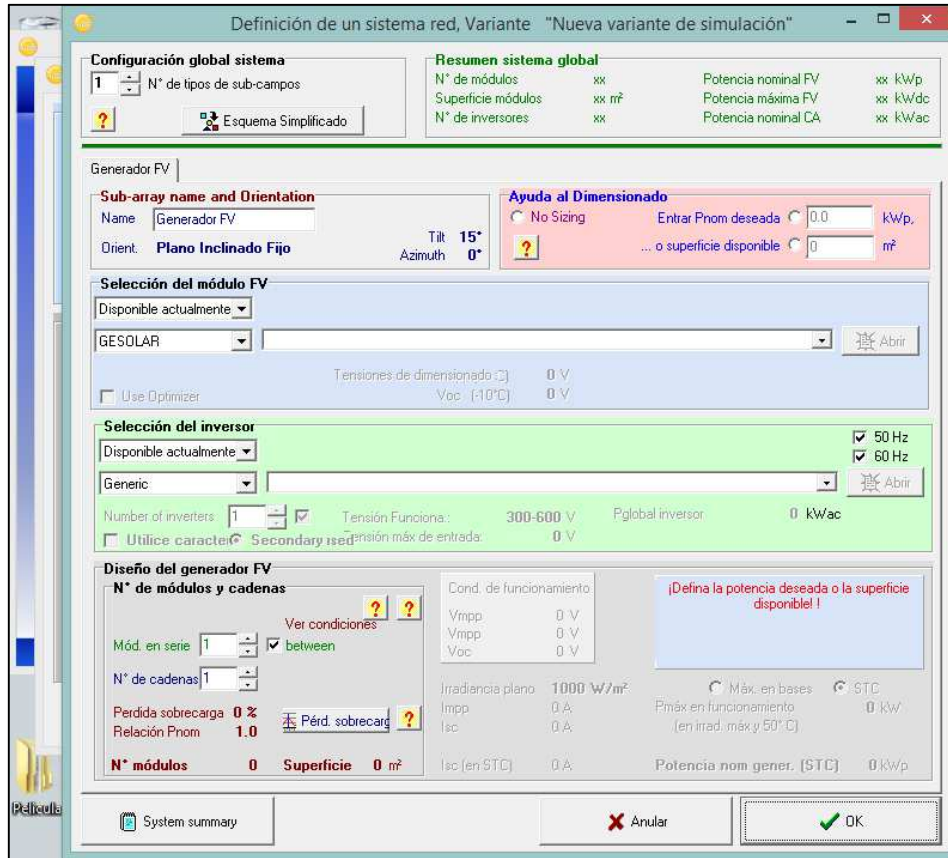 Definición de un sistema red, Variante "Nueva variante de simulación"
Configuración global sistema
1 N° de tipos de sub-campos
? Esquema Simplificado
Resumen sistema global
N° de módulos xx Potencia nominal FV xx kWp
Superficie módulos xx m² Potencia máxima FV xx kWdc
N° de inversores xx Potencia nominal CA xx kWac
Generador FV
Sub-array name and Orientation
Name Generador FV
Orient. Plano Inclinado Fijo
Tilt 15°
Azimuth 0°
Ayuda al Dimensionado
No Sizing Entrar Pnom deseada 0.0 kWp,
? ... o superficie disponible 0 m²
Selección del módulo FV
Disponible actualmente
GESOLAR Abrir
Tensiones de dimensionado :C) 0 V
Use Optimizer Voc (-10°C) 0 V
Selección del inversor
Disponible actualmente 50 Hz
60 Hz
Generic Abrir
Number of inverters 1 Tensión Funciona.: 300-600 V Pglobal inversor 0 kWac
Utilice caracte Secondary ised Tensión máx de entrada: 0 V
Diseño del generador FV
N° de módulos y cadenas
? ?
Ver condiciones
Mód. en serie 1 between
N° de cadenas 1
Perdida sobrecarga 0 %
Relación Pnom 1.0
Pérd. sobrecarg ?
N° módulos 0 Superficie 0 m²
Cond. de funcionamiento
Vmpp 0 V
Vmpp 0 V
Voc 0 V
¡Defina la potencia deseada o la superficie
disponible! !
Irradiancia plano 1000 W/m²
Impp 0 A
Isc 0 A
Isc (en STC) 0 A
Máx. en bases STC
Pmáx en funcionamiento 0 kW
(en irrad. máx y 50° C)
Potencia nom gener. (STC) 0 kWp
Pelicula
System summary Anular OK